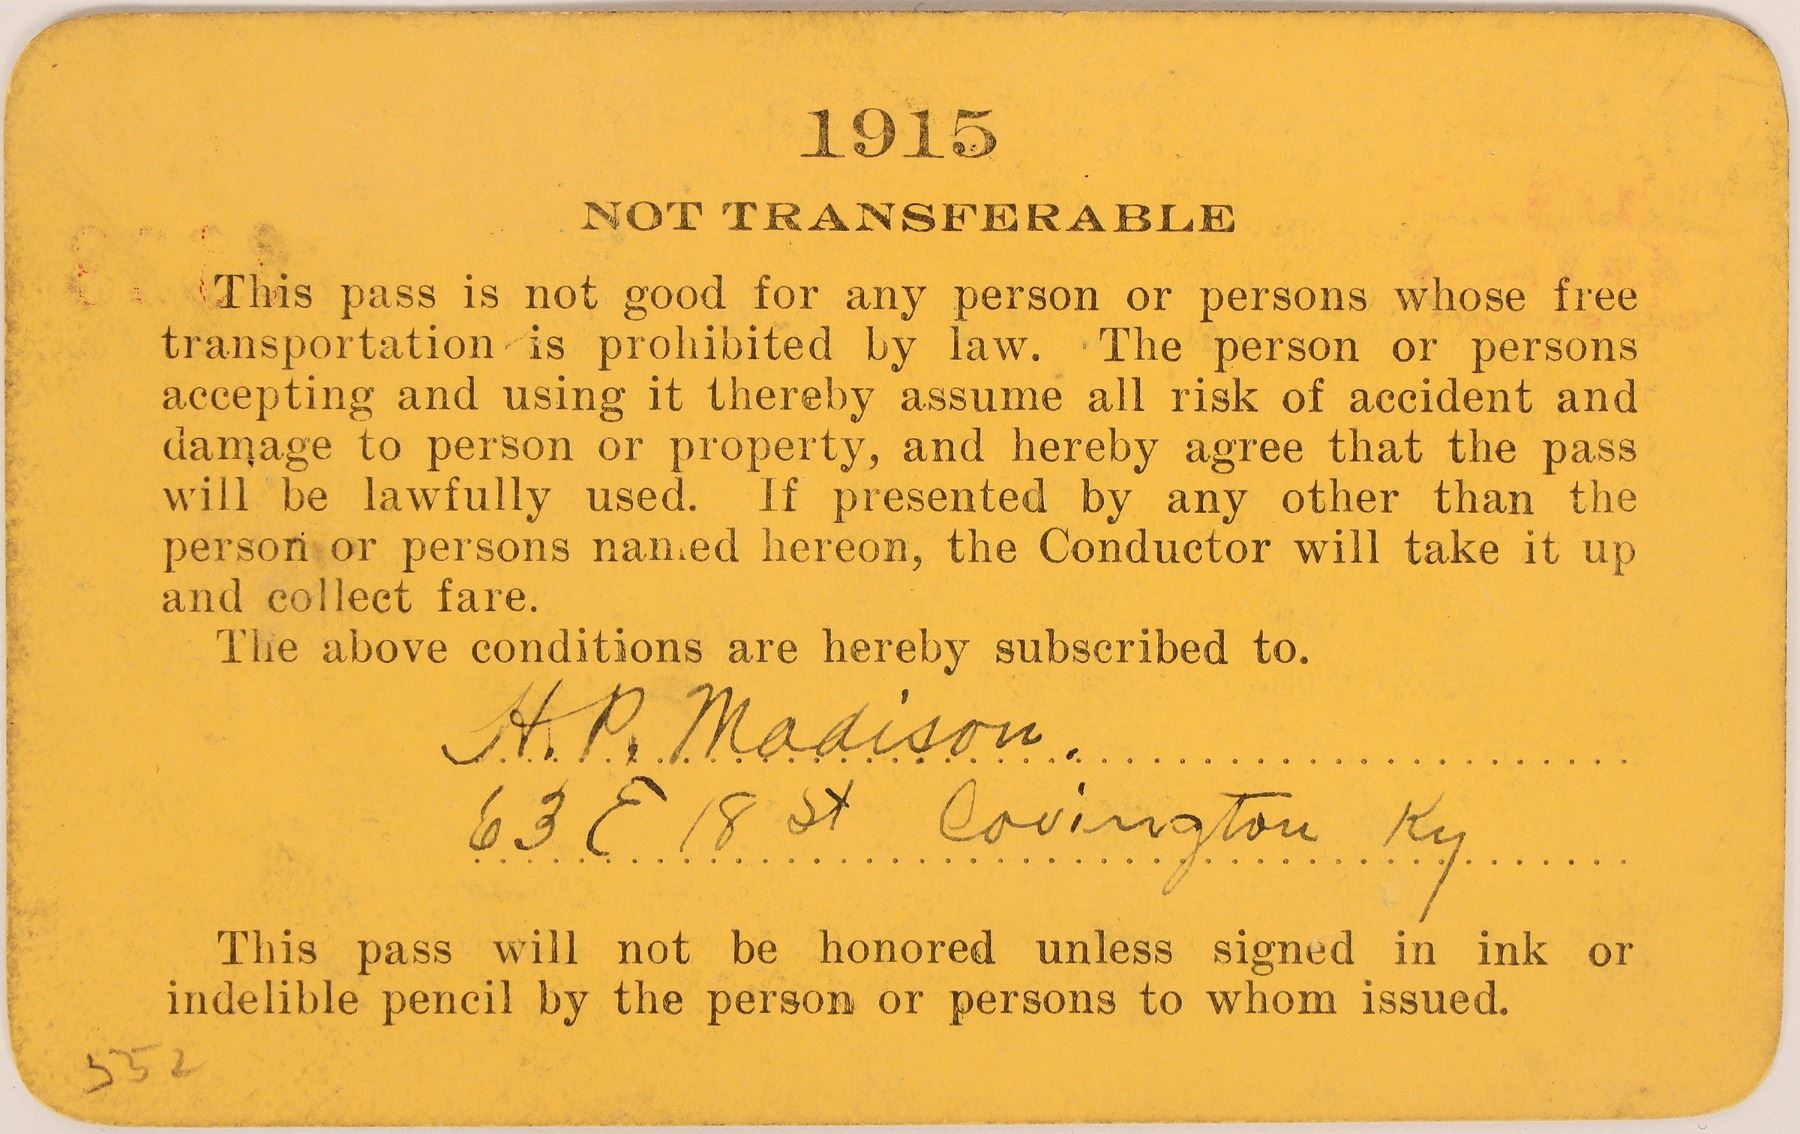 1915
NOT TRANSFERABLE
This pass is not good for any person or persons whose free
transportation is prohibited by law. The person or persons
accepting and using it thereby assume all risk of accident and
damage to person or property, and hereby agree that the pass
will be lawfully used. If presented by any other than the
person or persons named hereon, the Conductor will take it up
and collect fare.
The above conditions are hereby subscribed to.
H. P. Madison.
63 E 18 St Covington Ky
This pass will not be honored unless signed in ink or
indelible pencil by the person or persons to whom issued.
552